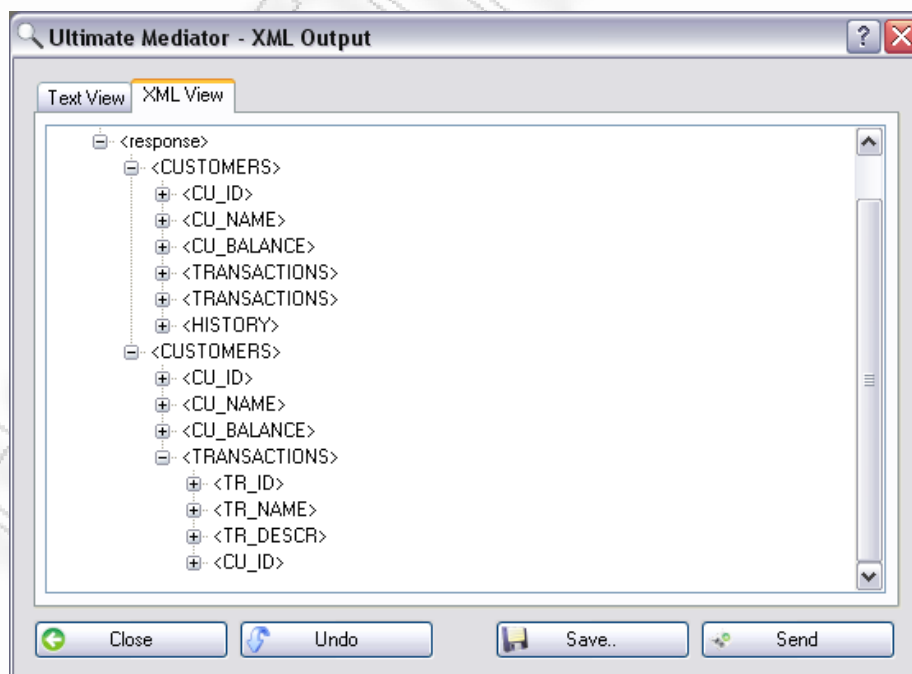 Ultimate Mediator - XML Output
?
Text View XML View
<response>
<CUSTOMERS>
<CU_ID>
<CU_NAME>
<CU_BALANCE>
<TRANSACTIONS>
<TRANSACTIONS>
<HISTORY>
<CUSTOMERS>
<CU_ID>
<CU_NAME>
<CU_BALANCE>
<TRANSACTIONS>
<TR_ID>
<TR_NAME>
<TR_DESCR>
<CU_ID>
Close Undo Save.. Send